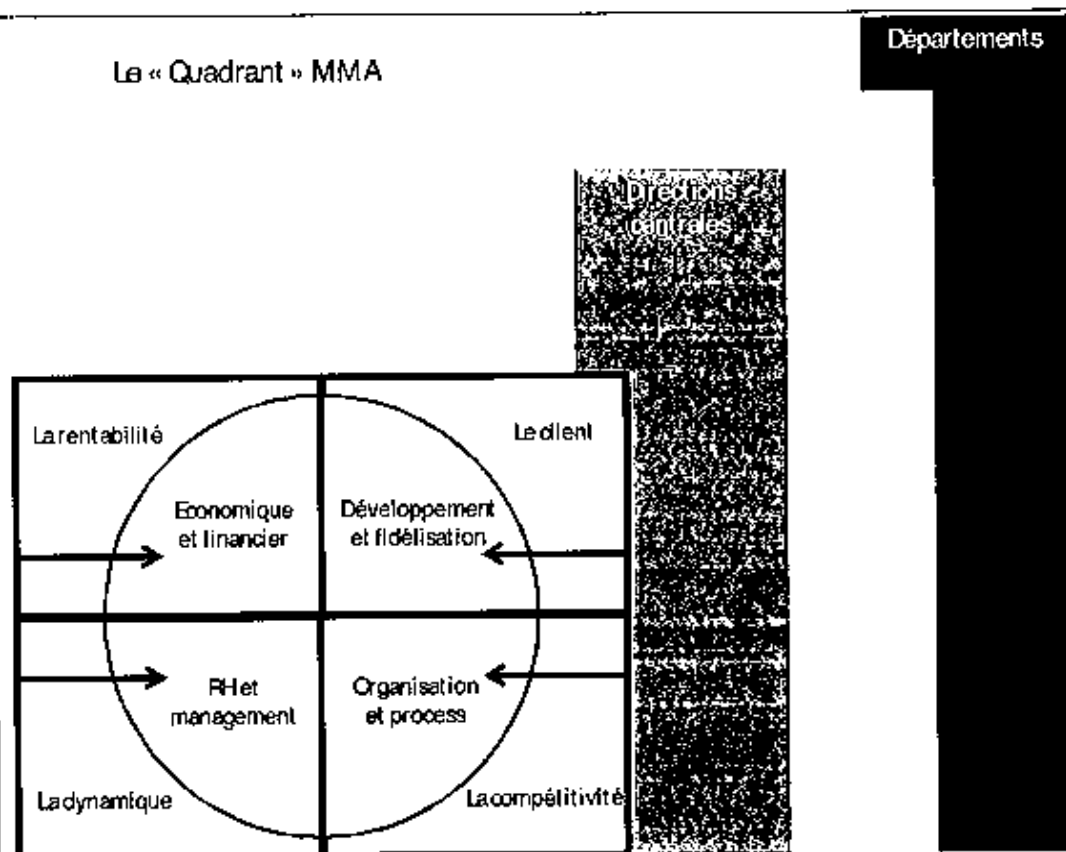 Le « Quadrant » MMA
Départements
Directions
centrales
La rentabilité
Le client
Economique
et financier
Développement
et fidélisation
RH et
management
Organisation
et process
La dynamique
La compétitivité